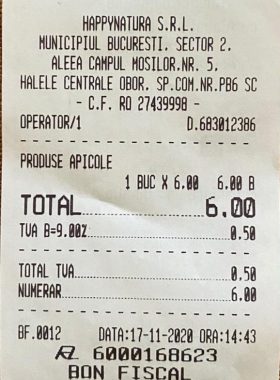 HAPPYNATURA S.R.L.
MUNICIPIUL BUCURESTI. SECTOR 2.
ALEEA CAMPUL MOSILOR.NR. 5.
HALELE CENTRALE OBOR. SP.COM.NR.PB6 SC
- C.F. RO 27439998 -
OPERATOR/1 D.683012386
PRODUSE APICOLE
1 BUC X 6.00 6.00 B
TOTAL 6.00
TVA B=9.00% 0.50
TOTAL TVA 0.50
NUMERAR 6.00
BF.0012 DATA:17-11-2020 ORA:14:43
6000168623
BON FISCAL